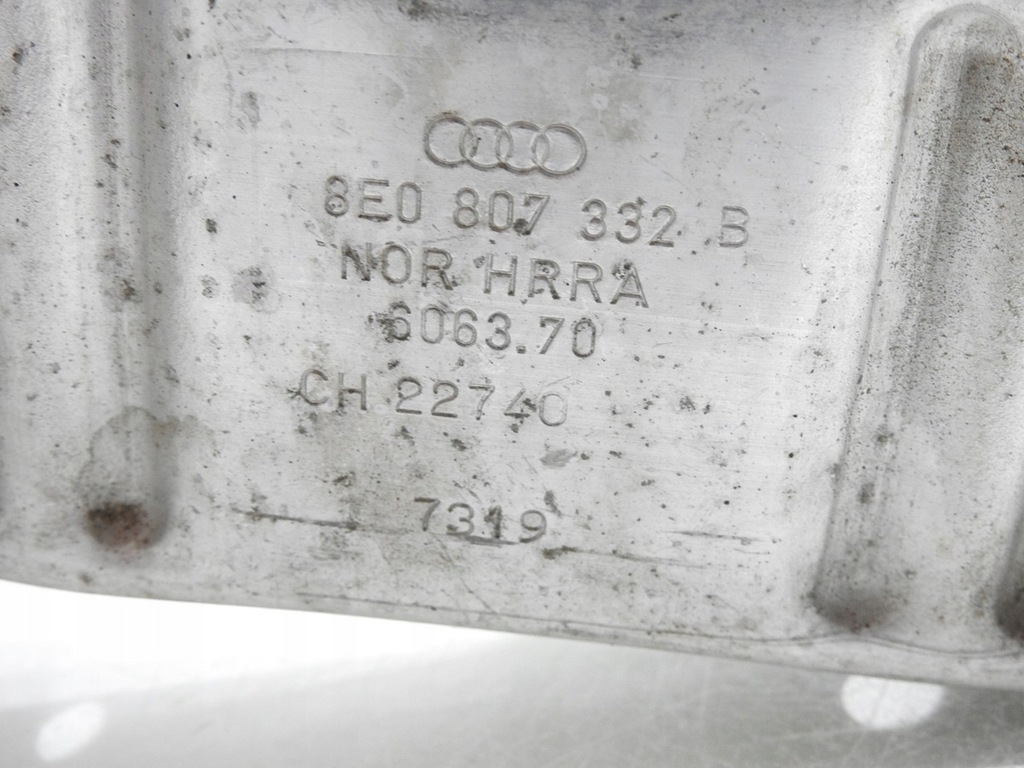 8E0 807 332 B
NOR HRRA
6063.70
CH 22740
7319